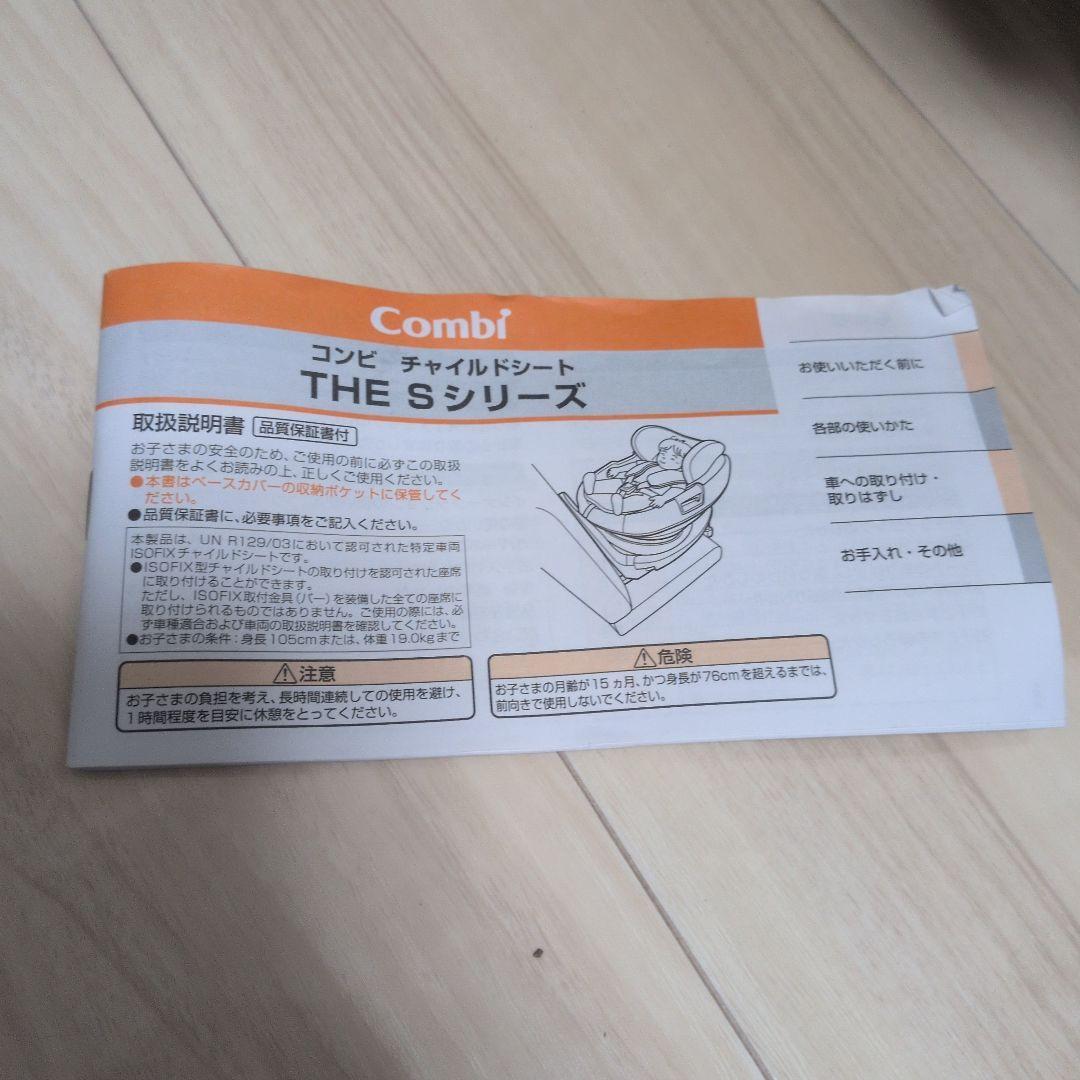 Combi
コンビ チャイルドシート
THE Sシリーズ
取扱説明書 品質保証書付
お子さまの安全のため、ご使用の前に必ずこの取扱
説明書をよくお読みの上、正しくご使用ください。
●本書はベースカバーの収納ポケットに保管してく
ださい。
●品質保証書に、必要事項をご記入ください。
本製品は、UN R129/03において認可された特定車両
ISOFIXチャイルドシートです。
●ISOFIX型チャイルドシートの取り付けを認可された座席
に取り付けることができます。
ただし、ISOFIX取付金具(バー)を装備した全ての座席に
取り付けられるものではありません。ご使用の際には、必
ず車種適合および車両の取扱説明書を確認してください。
●お子さまの条件:身長105cmまたは、体重19.0kgまで
⚠注意
お子さまの負担を考え、長時間連続しての使用を避け、
1時間程度を目安に休憩をとってください。
⚠危険
お子さまの月齢が15ヵ月、かつ身長が76cmを超えるまでは、
前向きで使用しないでください。
お使いいただく前に
各部の使いかた
車への取り付け・
取りはずし
お手入れ・その他